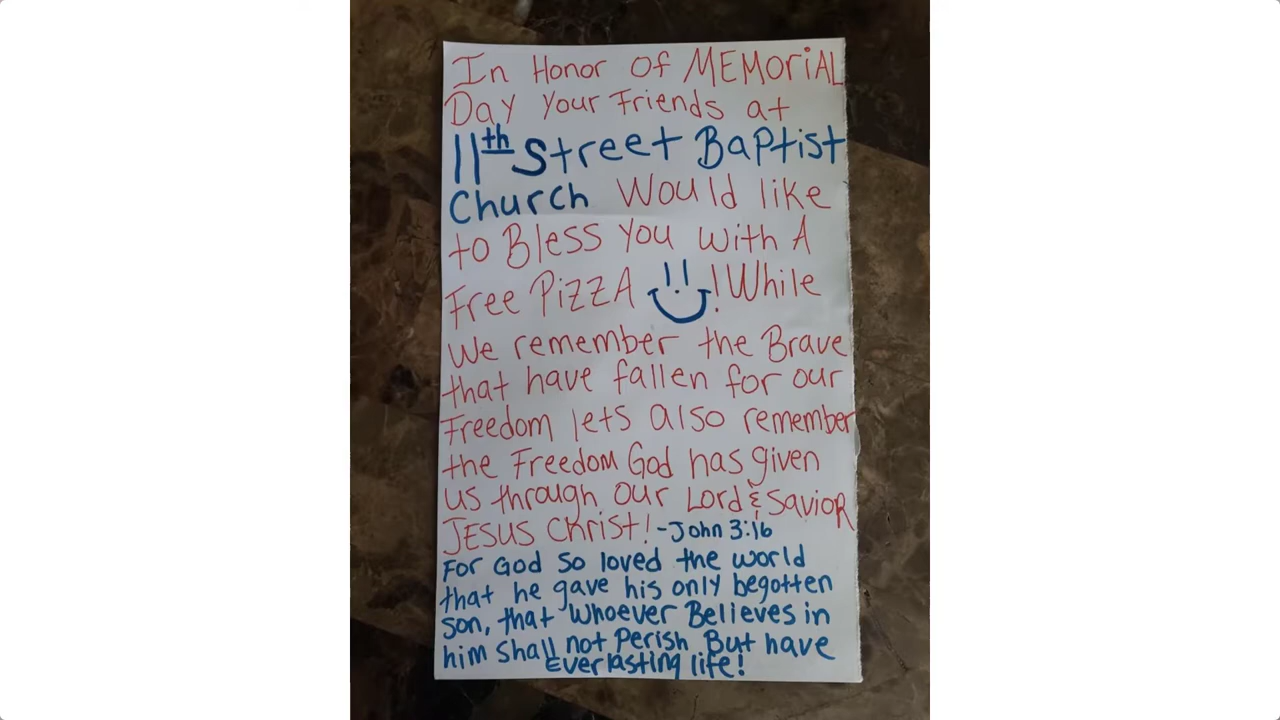 In Honor of MEMoriAL
Day Your Friends at
11th Street Baptist
Church Would like
to Bless You with A
Free PizzA ! While
We remember the Brave
that have fallen for our
Freedom lets also remember
the Freedom God has given
us through our Lord & Savior
JESUS Christ! -John 3:16
For God so loved the world
that he gave his only begotten
son, that whoever Believes in
him shall not Perish But have
Everlasting life!